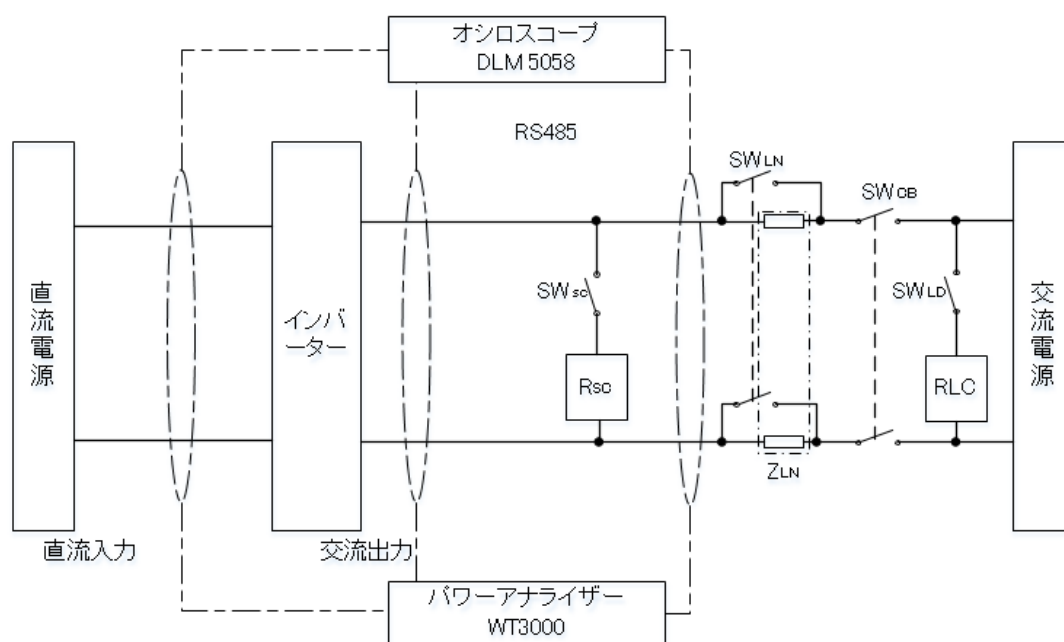 オシロスコープ
DLM 5058
RS485
SWLN
SWCB
直流電源
インバ
ーター
SWsc
Rsc
SWLD
RLC
交流電源
ZLN
直流入力
交流出力
パワーアナライザー
WT3000